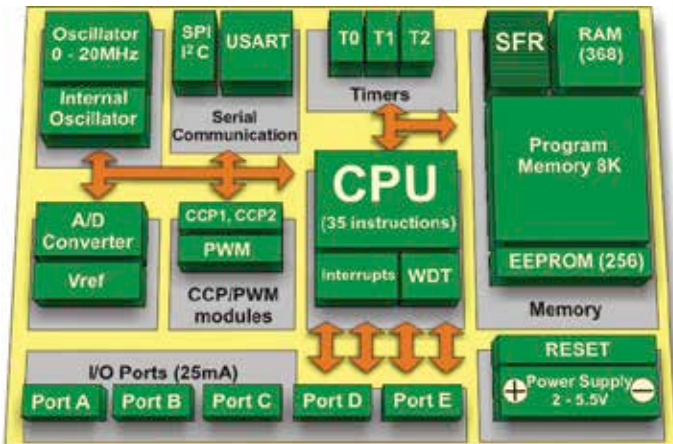 Oscillator
0 - 20MHz
Internal
Oscillator
SPI
I²C
USART
Serial
Communication
T0 T1 T2
Timers
SFR
RAM
(368)
Program
Memory 8K
EEPROM (256)
Memory
A/D
Converter
Vref
CCP1, CCP2
PWM
CCP/PWM
modules
CPU
(35 instructions)
Interrupts WDT
I/O Ports (25mA)
Port A Port B Port C Port D Port E
RESET
+ Power Supply −
2 - 5.5V